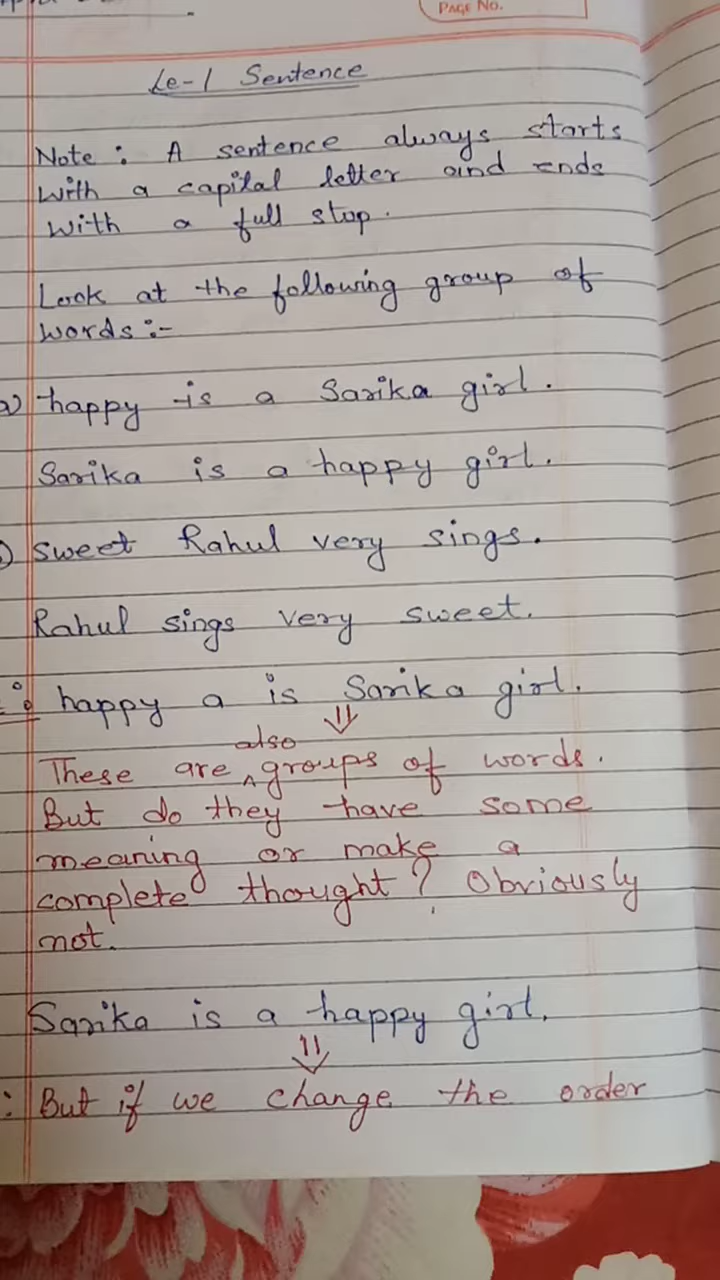 PAGE NO.
Le-1 Sentence
Note : A sentence always starts
with a capital letter and ends
with a full stop.
Look at the following group of
words:-
a) happy is a Sarika girl.
Sarika is a happy girl.
sweet Rahul very sings.
Rahul sings very sweet.
: happy a is Sarika girl.
⇓
also
These are ^ groups of words.
But do they have some
meaning or make a
complete thought? Obviously
not.
Sarika is a happy girl.
⇓
: But if we change the order